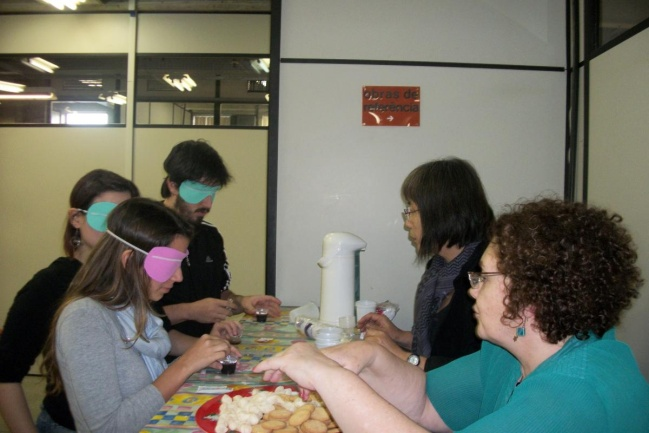 obras de
referência
→